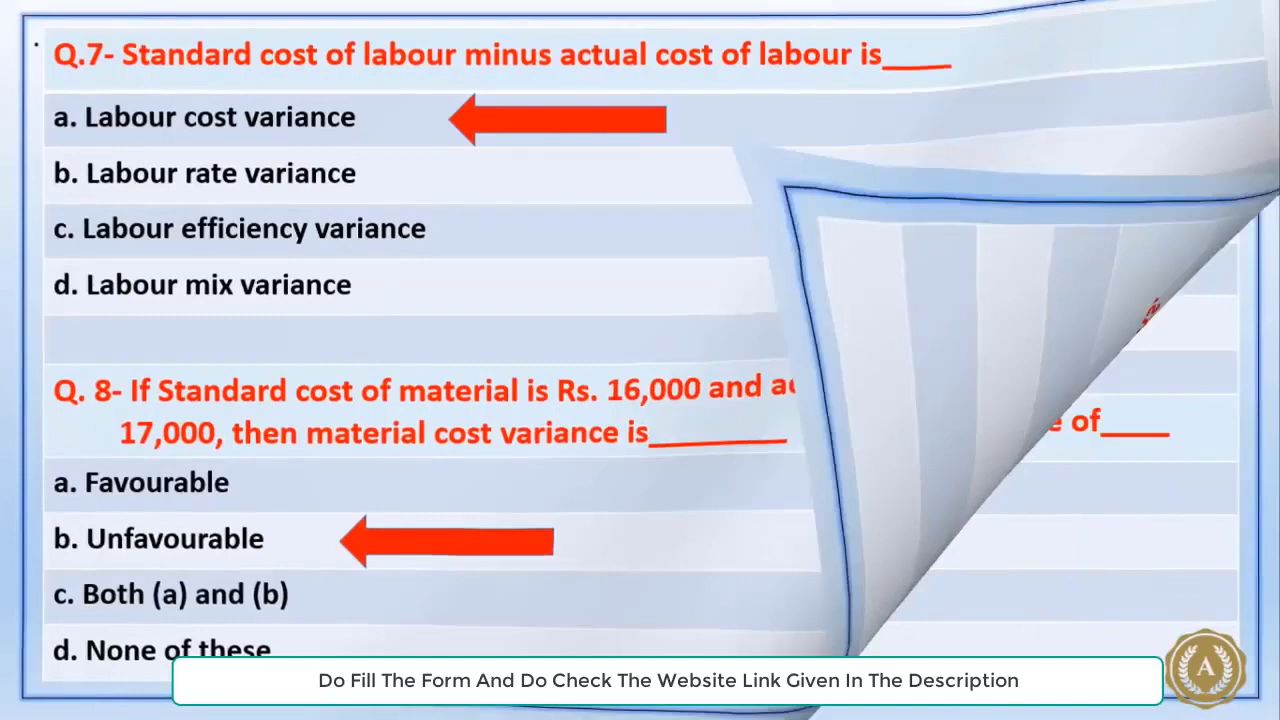 Q.7- Standard cost of labour minus actual cost of labour is____
a. Labour cost variance
b. Labour rate variance
c. Labour efficiency variance
d. Labour mix variance
Q. 8- If Standard cost of material is Rs. 16,000 and
17,000, then material cost variance is__________
of____
a. Favourable
b. Unfavourable
c. Both (a) and (b)
d. None of these
Do Fill The Form And Do Check The Website Link Given In The Description
A